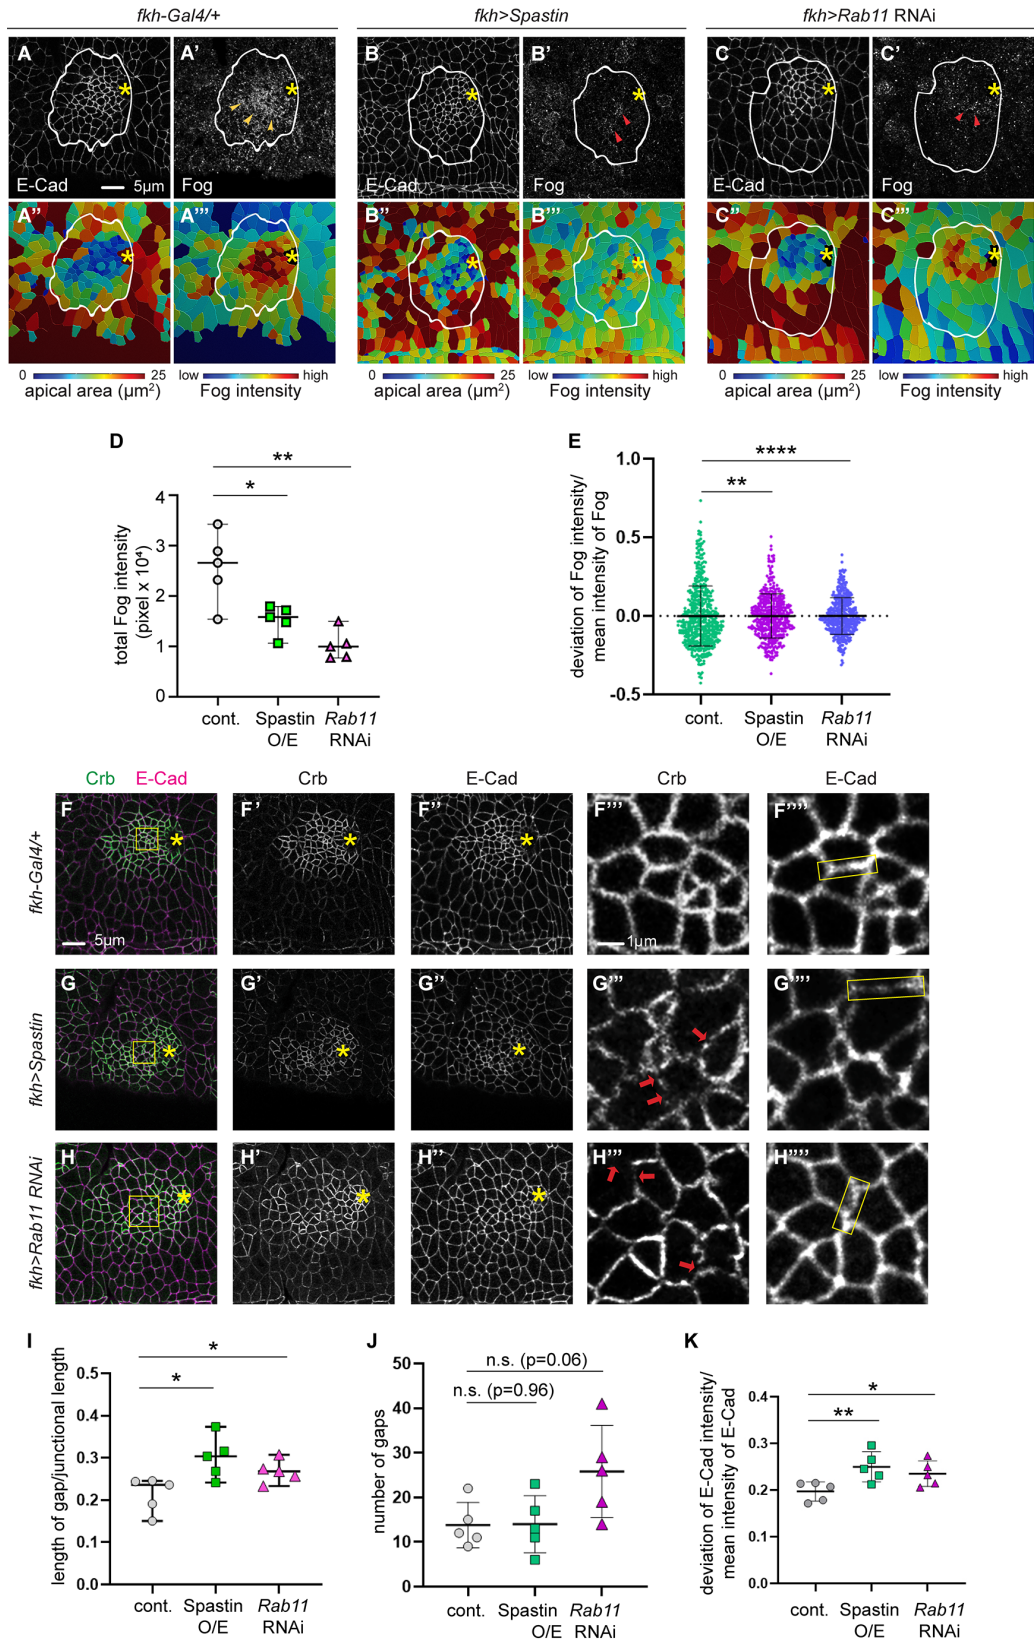 fkh-Gal4/+ fkh>Spastin fkh>Rab11 RNAi
A A’ B B’ C C’
E-Cad 5μm Fog E-Cad Fog E-Cad Fog
A’’ A’’’ B’’ B’’’ C’’ C’’’
0 25 low high 0 25 low high 0 25 low high
apical area (μm²) Fog intensity apical area (μm²) Fog intensity apical area (μm²) Fog intensity
D
total Fog intensity
(pixel x 10⁴)
4
3
2
1
0
**
*
cont. Spastin Rab11
O/E RNAi
E
deviation of Fog intensity/
mean intensity of Fog
1.0
0.5
0.0
-0.5
****
**
cont. Spastin Rab11
O/E RNAi
Crb E-Cad Crb E-Cad Crb E-Cad
fkh-Gal4/+
F F’ F’’ F’’’ F’’’’
5μm 1μm
fkh>Spastin
G G’ G’’ G’’’ G’’’’
fkh>Rab11 RNAi
H H’ H’’ H’’’ H’’’’
I
length of gap/junctional length
0.5
0.4
0.3
0.2
0.1
0.0
*
*
cont. Spastin Rab11
O/E RNAi
J
number of gaps
50
40
30
20
10
0
n.s. (p=0.06)
n.s. (p=0.96)
cont. Spastin Rab11
O/E RNAi
K
deviation of E-Cad intensity/
mean intensity of E-Cad
0.4
0.3
0.2
0.1
0.0
*
**
cont. Spastin Rab11
O/E RNAi